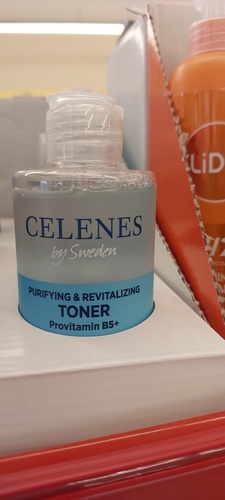 CELENES
by Sweden
PURIFYING & REVITALIZING
TONER
Provitamin B5+